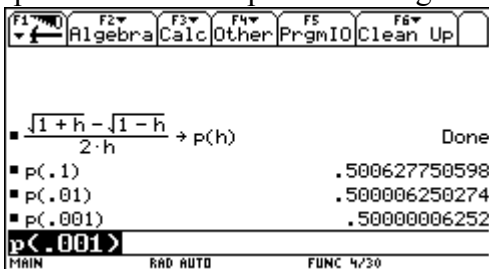 F1 F2 Algebra F3 Calc F4 Other F5 PrgmIO F6 Clean Up
▪ (√(1 + h) − √(1 − h)) / (2·h) → p(h) Done
▪ p(.1) .500627750598
▪ p(.01) .500006250274
▪ p(.001) .50000006252
p(.001)
MAIN RAD AUTO FUNC 4/30